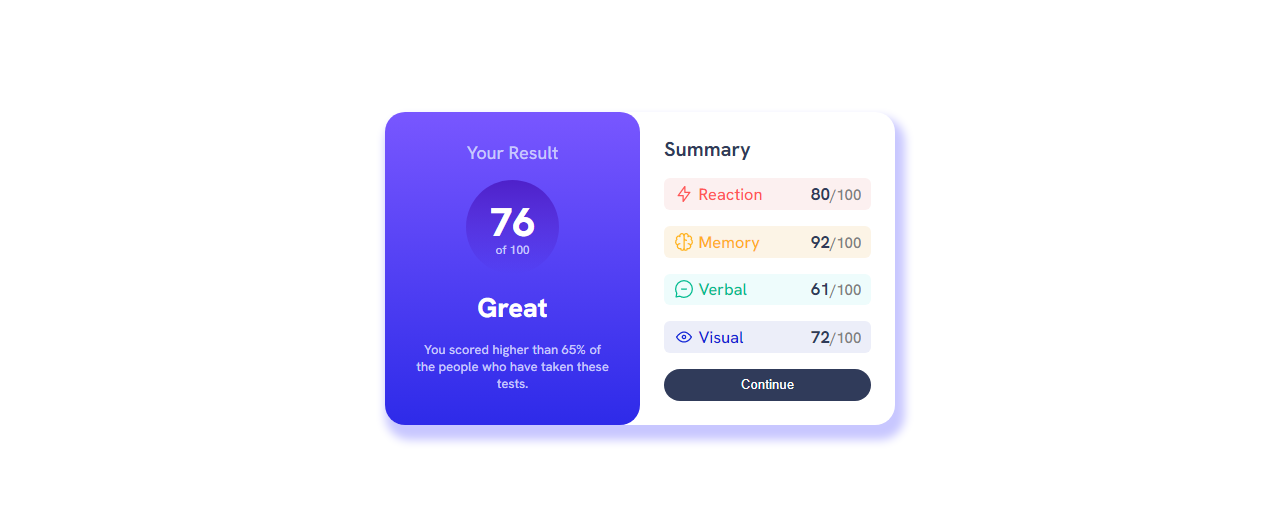 Your Result
76
of 100
Great
You scored higher than 65% of
the people who have taken these
tests.
Summary
Reaction 80/100
Memory 92/100
Verbal 61/100
Visual 72/100
Continue